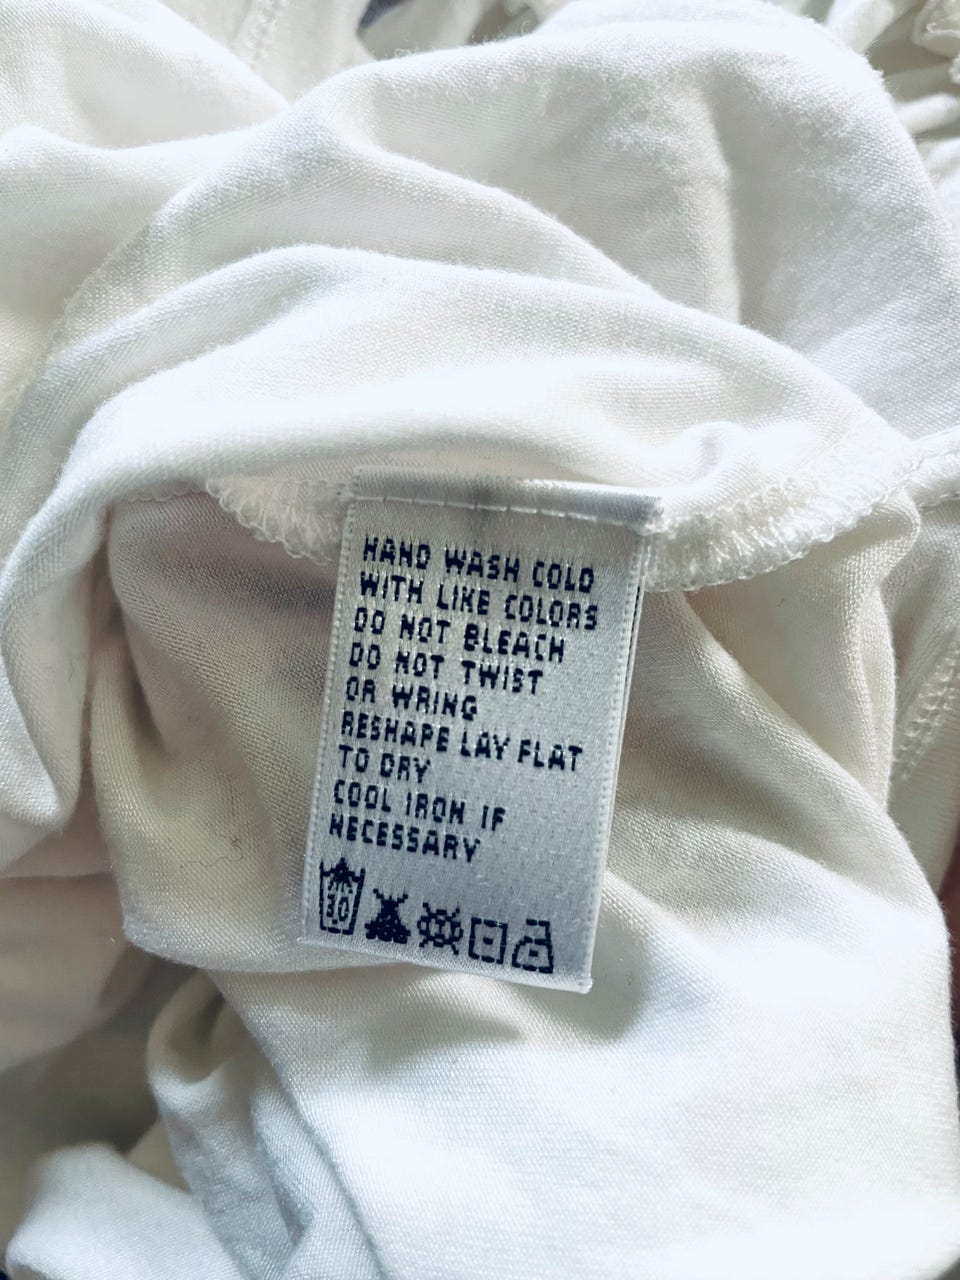 HAND WASH COLD
WITH LIKE COLORS
DO NOT BLEACH
DO NOT TWIST
OR WRING
RESHAPE LAY FLAT
TO DRY
COOL IRON IF
NECESSARY
30